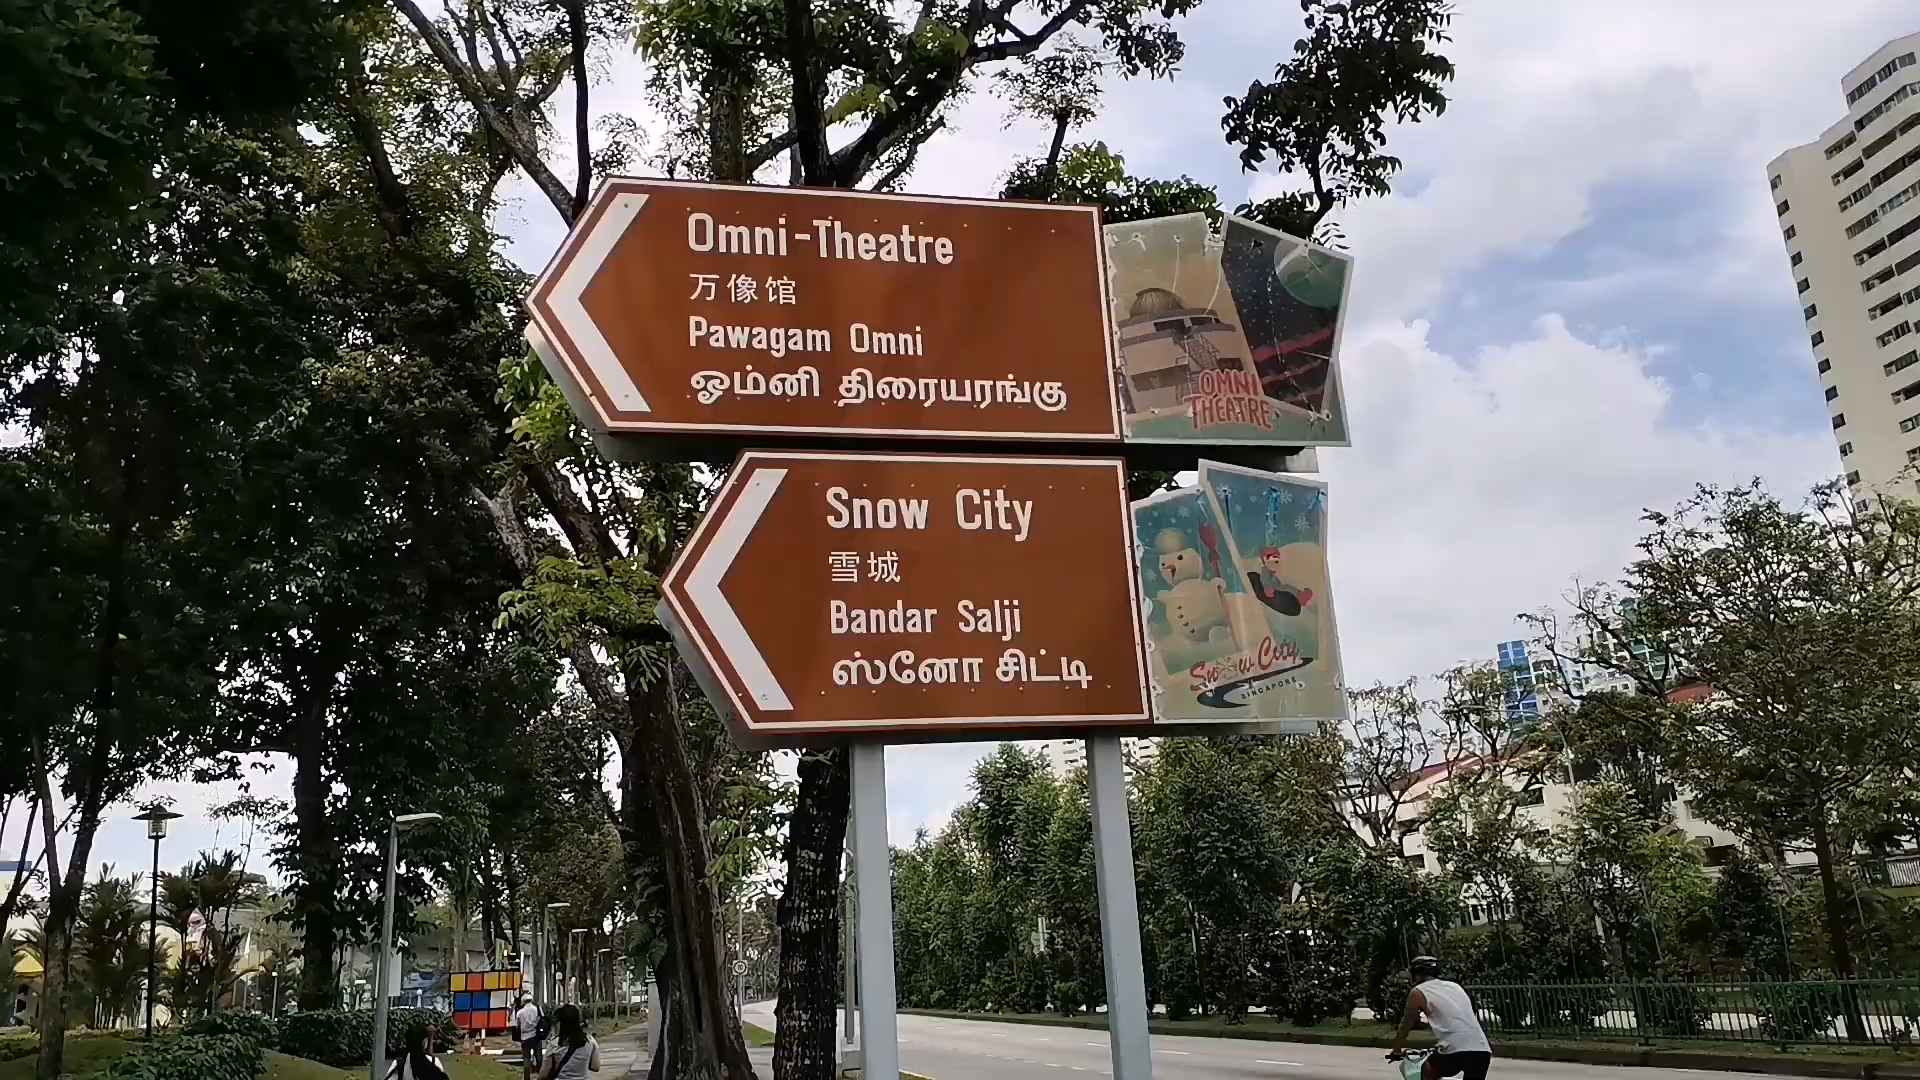 Omni-Theatre
万像馆
Pawagam Omni
ஓம்னி திரையரங்கு
OMNI
THEATRE
Snow City
雪城
Bandar Salji
ஸ்னோ சிட்டி
Snow City
SINGAPORE